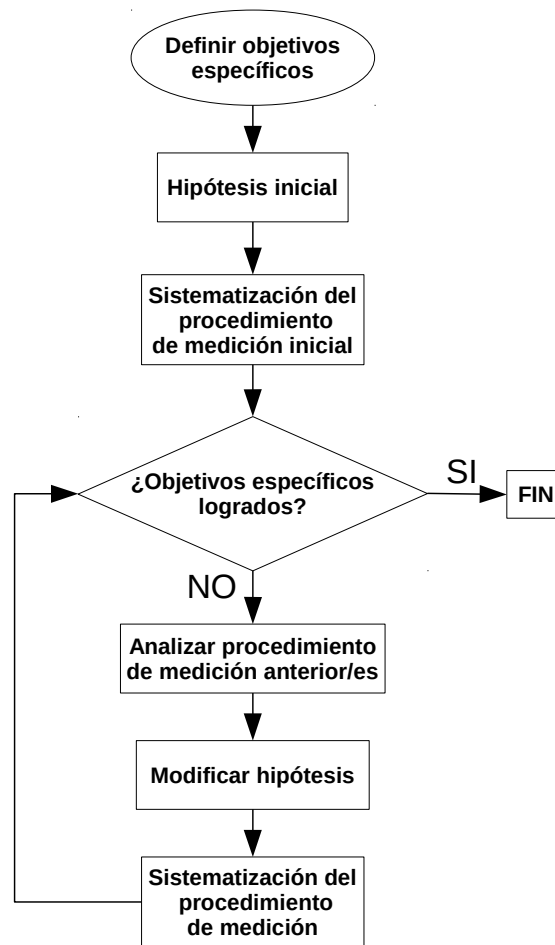 Definir objetivos
específicos
Hipótesis inicial
Sistematización del
procedimiento
de medición inicial
¿Objetivos específicos
logrados?
SI
FIN
NO
Analizar procedimiento
de medición anterior/es
Modificar hipótesis
Sistematización del
procedimiento
de medición